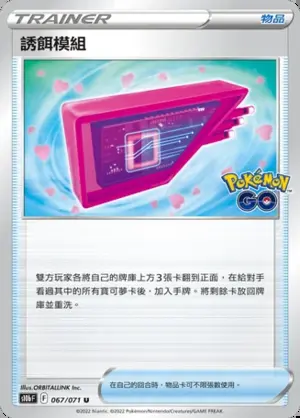 TRAINER
物品
誘餌模組
Pokémon
GO
雙方玩家各將自己的牌庫上方3張卡翻到正面，在給對手
看過其中的所有寶可夢卡後，加入手牌。將剩餘卡放回牌
庫並重洗。
Illus.ORBITALLINK Inc.
s10b F F 067/071 U
在自己的回合時，物品卡可不限張數使用。
©2022 Niantic, ©2022 Pokémon/Nintendo/Creatures/GAME FREAK.